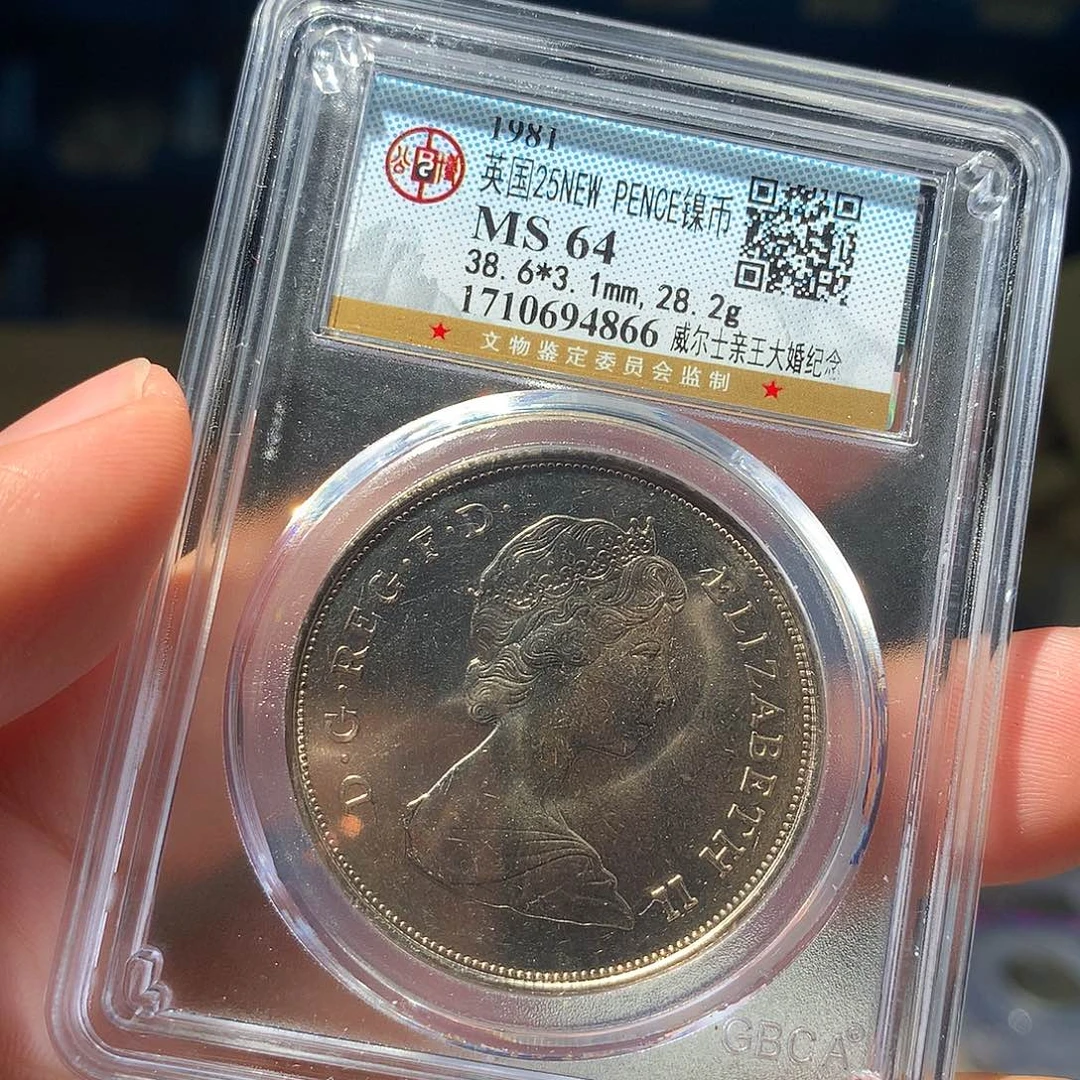 1981
英国25NEW PENCE镍币
MS 64
38.6*3.1mm, 28.2g
1710694866 威尔士亲王大婚纪念
★ 文物鉴定委员会监制 ★
D·G·REG·F·D·
ELIZABETH II
GBCA